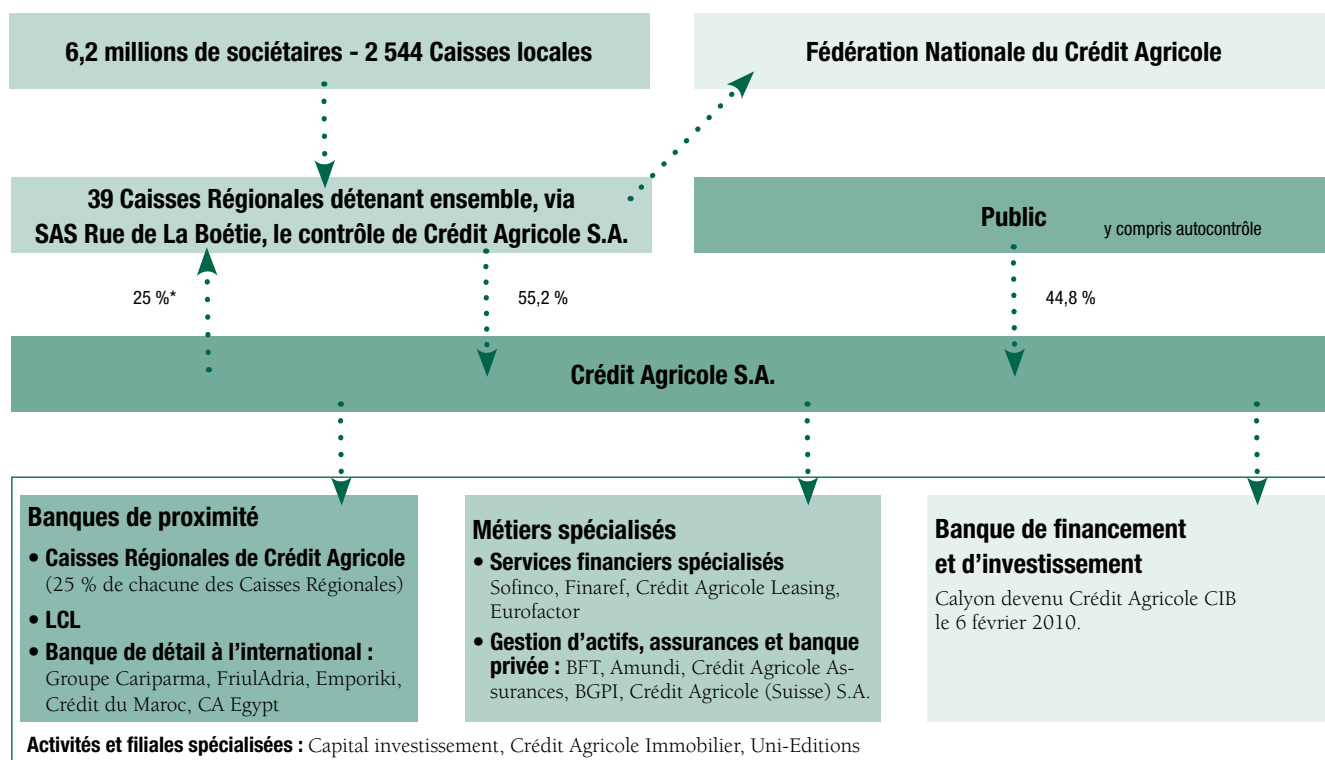 6,2 millions de sociétaires - 2 544 Caisses locales
Fédération Nationale du Crédit Agricole
39 Caisses Régionales détenant ensemble, via
SAS Rue de La Boétie, le contrôle de Crédit Agricole S.A.
Public
y compris autocontrôle
25 %*
55,2 %
44,8 %
Crédit Agricole S.A.
Banques de proximité
• Caisses Régionales de Crédit Agricole
(25 % de chacune des Caisses Régionales)
• LCL
• Banque de détail à l’international :
Groupe Cariparma, FriulAdria, Emporiki,
Crédit du Maroc, CA Egypt
Métiers spécialisés
• Services financiers spécialisés
Sofinco, Finaref, Crédit Agricole Leasing,
Eurofactor
• Gestion d’actifs, assurances et banque
privée : BFT, Amundi, Crédit Agricole As-
surances, BGPI, Crédit Agricole (Suisse) S.A.
Banque de financement
et d’investissement
Calyon devenu Crédit Agricole CIB
le 6 février 2010.
Activités et filiales spécialisées : Capital investissement, Crédit Agricole Immobilier, Uni-Editions